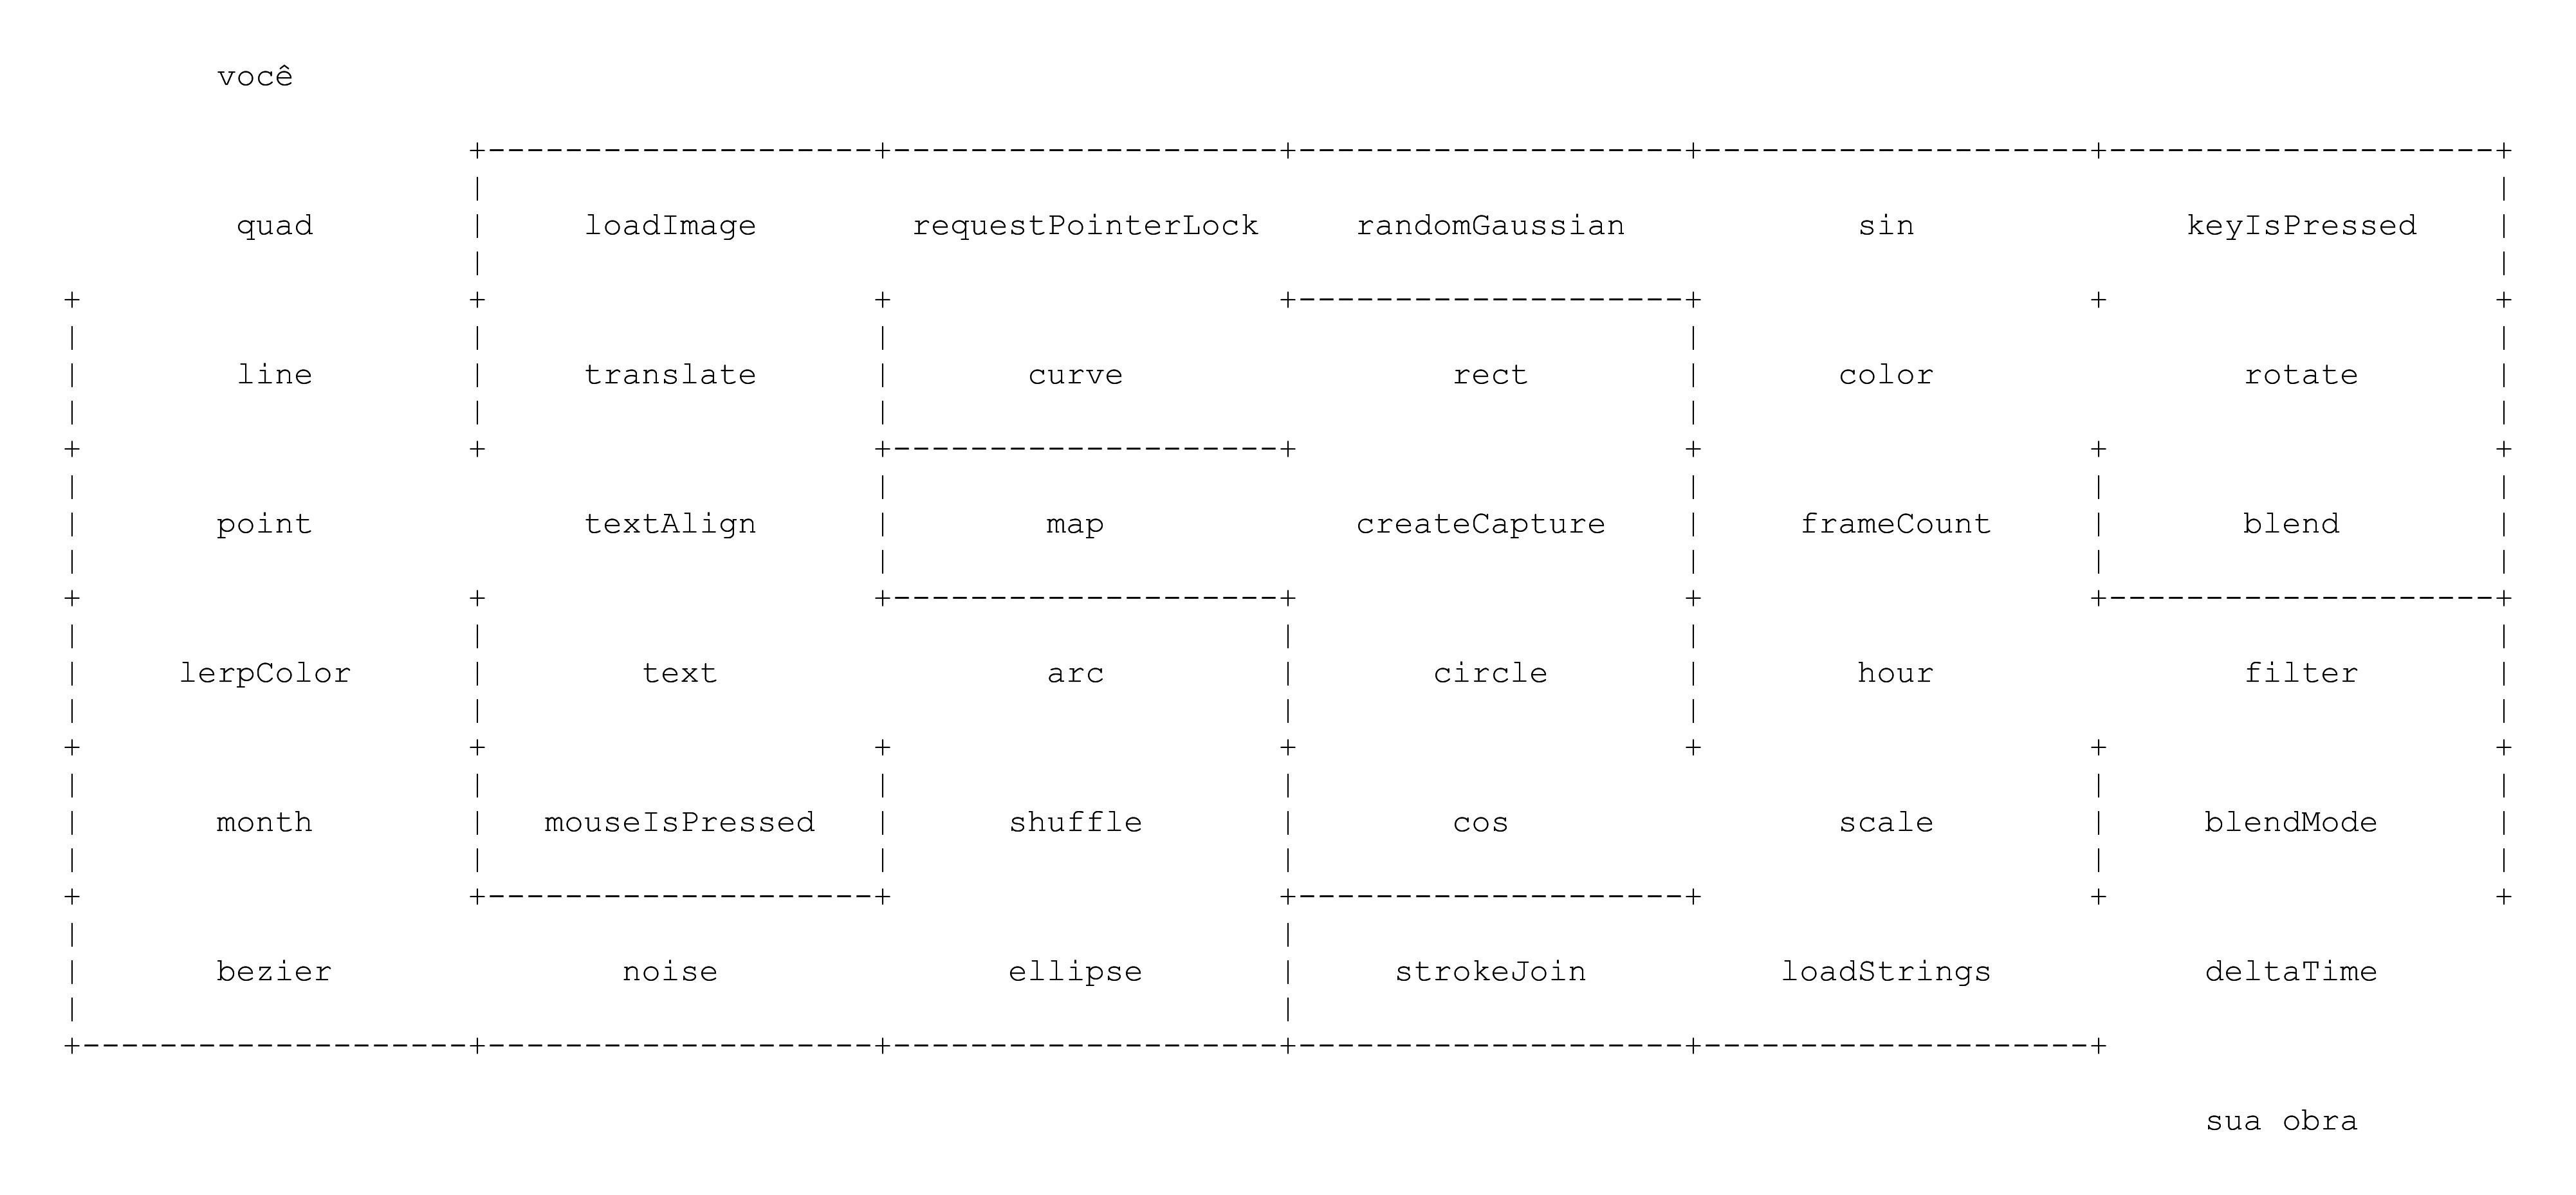 você
quad loadImage requestPointerLock randomGaussian sin keyIsPressed
line translate curve rect color rotate
point textAlign map createCapture frameCount blend
lerpColor text arc circle hour filter
month mouseIsPressed shuffle cos scale blendMode
bezier noise ellipse strokeJoin loadStrings deltaTime
sua obra